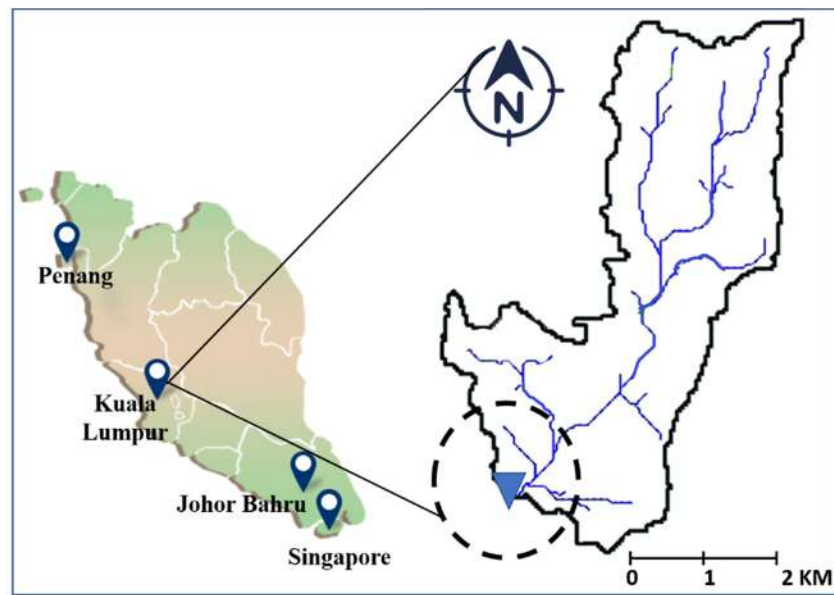 N
Penang
Kuala
Lumpur
Johor Bahru
Singapore
0 1 2 KM